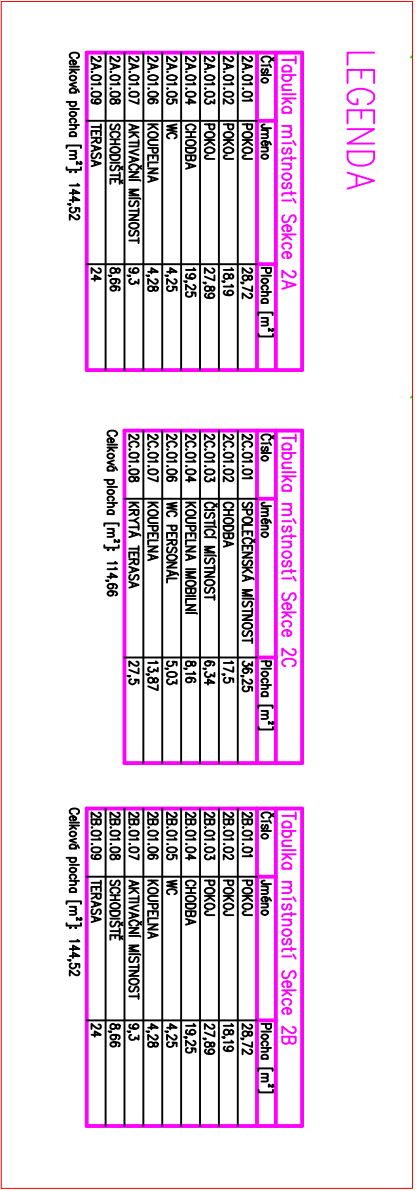 LEGENDA
Tabulka místností Sekce 2A
Číslo Jméno Plocha [m²]
2A.01.01 POKOJ 28,72
2A.01.02 POKOJ 18,19
2A.01.03 POKOJ 27,89
2A.01.04 CHODBA 19,25
2A.01.05 WC 4,25
2A.01.06 KOUPELNA 4,28
2A.01.07 AKTIVAČNÍ MÍSTNOST 9,3
2A.01.08 SCHODIŠTĚ 8,66
2A.01.09 TERASA 24
Celková plocha [m²]: 144,52
Tabulka místností Sekce 2C
Číslo Jméno Plocha [m²]
2C.01.01 SPOLEČENSKÁ MÍSTNOST 36,25
2C.01.02 CHODBA 17,5
2C.01.03 ČISTÍCÍ MÍSTNOST 6,34
2C.01.04 KOUPELNA IMOBILNÍ 8,16
2C.01.06 WC PERSONÁL 5,03
2C.01.07 KOUPELNA 13,87
2C.01.08 KRYTÁ TERASA 27,5
Celková plocha [m²]: 114,66
Tabulka místností Sekce 2B
Číslo Jméno Plocha [m²]
2B.01.01 POKOJ 28,72
2B.01.02 POKOJ 18,19
2B.01.03 POKOJ 27,89
2B.01.04 CHODBA 19,25
2B.01.05 WC 4,25
2B.01.06 KOUPELNA 4,28
2B.01.07 AKTIVAČNÍ MÍSTNOST 9,3
2B.01.08 SCHODIŠTĚ 8,66
2B.01.09 TERASA 24
Celková plocha [m²]: 144,52